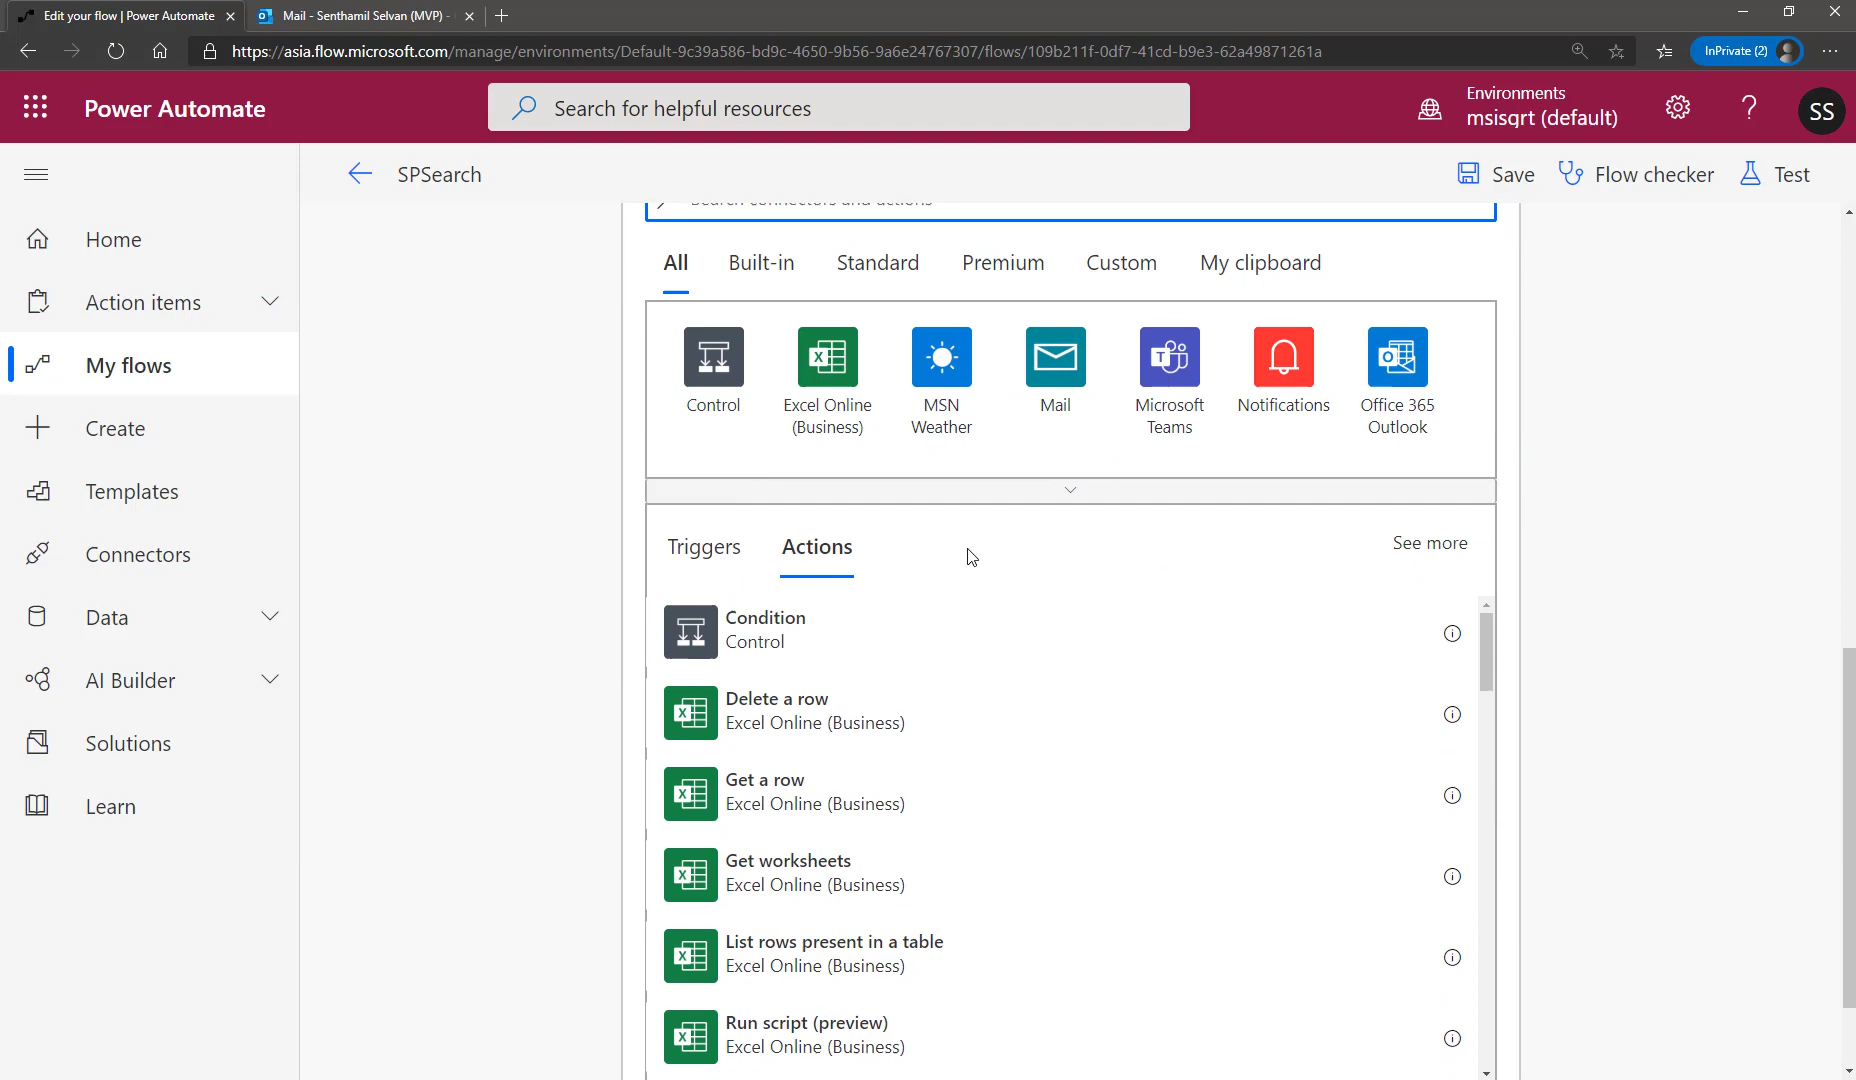 Edit your flow | Power Automate
Mail - Senthamil Selvan (MVP) -
https://asia.flow.microsoft.com/manage/environments/Default-9c39a586-bd9c-4650-9b56-9a6e24767307/flows/109b211f-0df7-41cd-b9e3-62a49871261a
InPrivate (2)
Power Automate
Search for helpful resources
Environments
msisqrt (default)
?
SS
SPSearch
Save
Flow checker
Test
Home
Action items
My flows
Create
Templates
Connectors
Data
AI Builder
Solutions
Learn
Search connectors and actions
All
Built-in
Standard
Premium
Custom
My clipboard
Control
Excel Online
(Business)
MSN
Weather
Mail
Microsoft
Teams
Notifications
Office 365
Outlook
Triggers
Actions
See more
Condition
Control
Delete a row
Excel Online (Business)
Get a row
Excel Online (Business)
Get worksheets
Excel Online (Business)
List rows present in a table
Excel Online (Business)
Run script (preview)
Excel Online (Business)